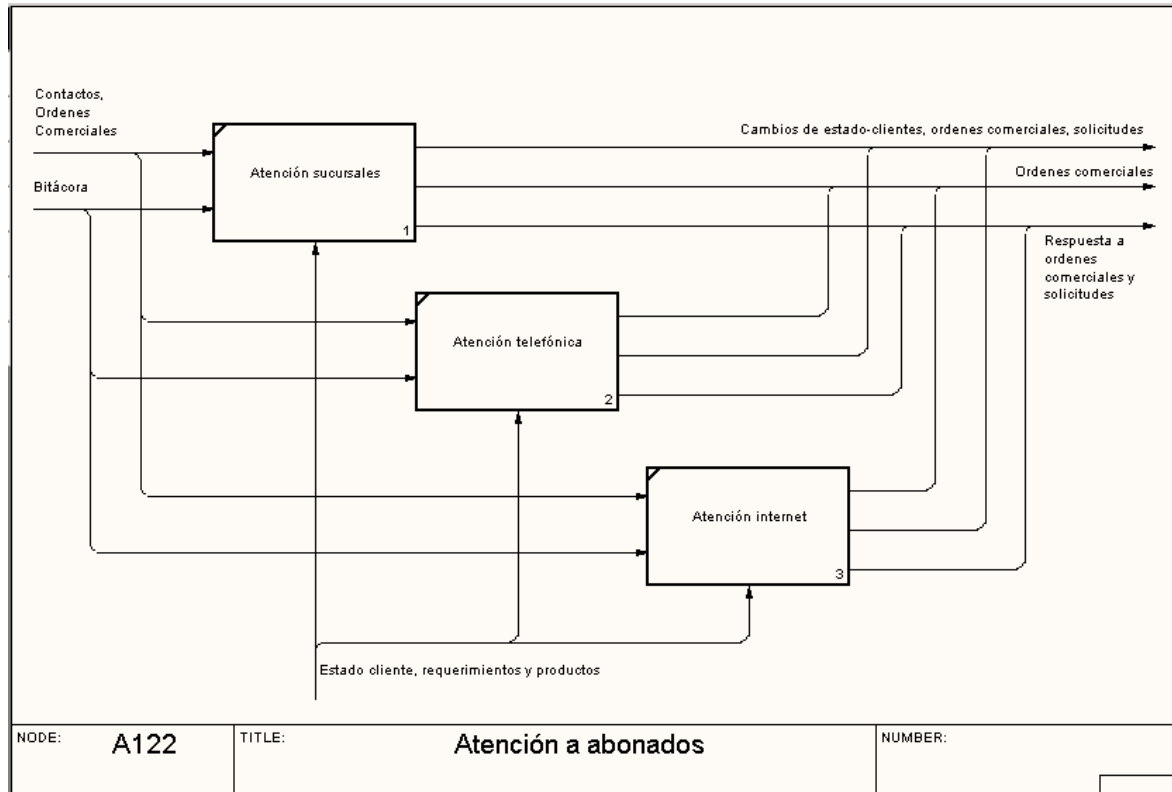 Contactos,
Ordenes
Comerciales
Bitácora
Atención sucursales
1
Cambios de estado-clientes, ordenes comerciales, solicitudes
Ordenes comerciales
Respuesta a
ordenes
comerciales y
solicitudes
Atención telefónica
2
Atención internet
3
Estado cliente, requerimientos y productos
NODE: A122
TITLE: Atención a abonados
NUMBER: